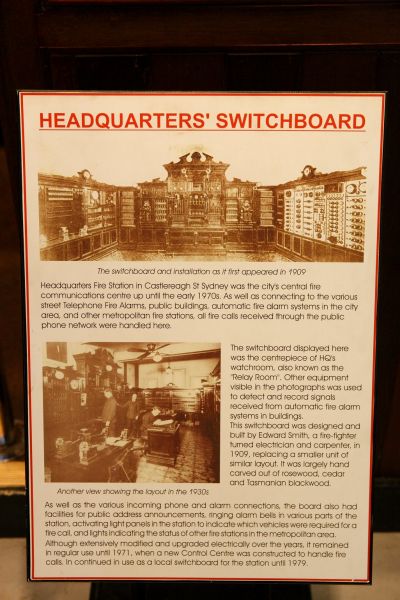 HEADQUARTERS' SWITCHBOARD
The switchboard and installation as it first appeared in 1909
Headquarters Fire Station in Castlereagh St Sydney was the city's central fire
communications centre up until the early 1970s. As well as connecting to the various
street Telephone Fire Alarms, public buildings, automatic fire alarm systems in the city
area, and other metropolitan fire stations, all fire calls received through the public
phone network were handled here.
The switchboard displayed here
was the centrepiece of HQ's
watchroom, also known as the
"Relay Room". Other equipment
visible in the photographs was used
to detect and record signals
received from automatic fire alarm
systems in buildings.
This switchboard was designed and
built by Edward Smith, a fire-fighter
turned electrician and carpenter, in
1909, replacing a smaller unit of
similar layout. It was largely hand
carved out of rosewood, cedar
and Tasmanian blackwood.
Another view showing the layout in the 1930s
As well as the various incoming phone and alarm connections, the board also had
facilities for public address announcements, ringing alarm bells in various parts of the
station, activating light panels in the station to indicate which vehicles were required for a
fire call, and lights indicating the status of other fire stations in the metropolitan area.
Although extensively modified and upgraded electrically over the years, it remained
in regular use until 1971, when a new Control Centre was constructed to handle fire
calls. In continued in use as a local switchboard for the station until 1979.